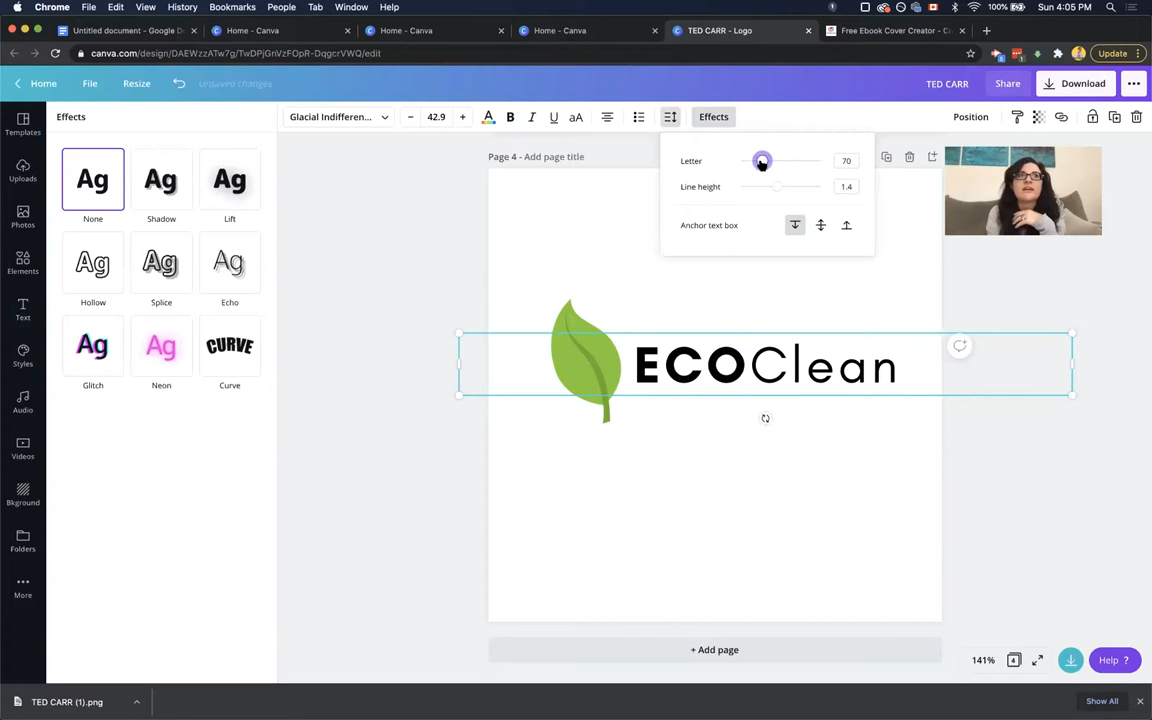 Chrome File Edit View History Bookmarks People Tab Window Help
100% Sun 4:05 PM
Untitled document - Google D
Home - Canva
Home - Canva
Home - Canva
TED CARR - Logo
Free Ebook Cover Creator - C
canva.com/design/DAEWzzATw7g/TwDPjGnVzFOpR-DqgcrVWQ/edit
Update
Home File Resize Unsaved changes
TED CARR Share Download
Effects
Glacial Indifferen... 42.9 A B I U aA Effects Position
Templates
Uploads
Photos
Elements
Text
Styles
Audio
Videos
Bkground
Folders
More
Ag Ag Ag
None Shadow Lift
Ag Ag Ag
Hollow Splice Echo
Ag Ag CURVE
Glitch Neon Curve
Page 4 - Add page title
Letter 70
Line height 1.4
Anchor text box
ECOClean
+ Add page
141% 4 Help ?
TED CARR (1).png
Show All